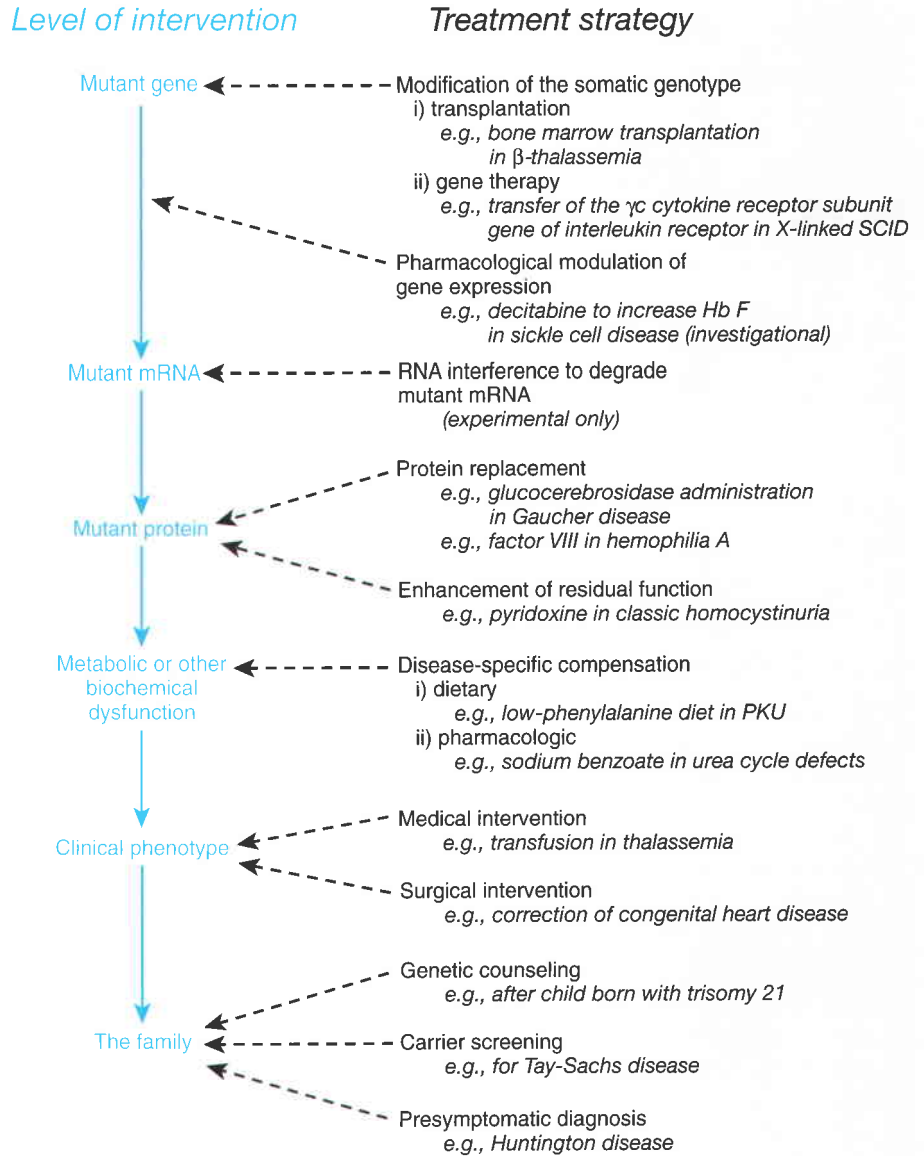 Level of intervention
Treatment strategy
Mutant gene
Modification of the somatic genotype
i) transplantation
e.g., bone marrow transplantation
in β-thalassemia
ii) gene therapy
e.g., transfer of the γc cytokine receptor subunit
gene of interleukin receptor in X-linked SCID
Pharmacological modulation of
gene expression
e.g., decitabine to increase Hb F
in sickle cell disease (investigational)
Mutant mRNA
RNA interference to degrade
mutant mRNA
(experimental only)
Protein replacement
e.g., glucocerebrosidase administration
in Gaucher disease
e.g., factor VIII in hemophilia A
Mutant protein
Enhancement of residual function
e.g., pyridoxine in classic homocystinuria
Metabolic or other
biochemical
dysfunction
Disease-specific compensation
i) dietary
e.g., low-phenylalanine diet in PKU
ii) pharmacologic
e.g., sodium benzoate in urea cycle defects
Medical intervention
e.g., transfusion in thalassemia
Clinical phenotype
Surgical intervention
e.g., correction of congenital heart disease
Genetic counseling
e.g., after child born with trisomy 21
The family
Carrier screening
e.g., for Tay-Sachs disease
Presymptomatic diagnosis
e.g., Huntington disease